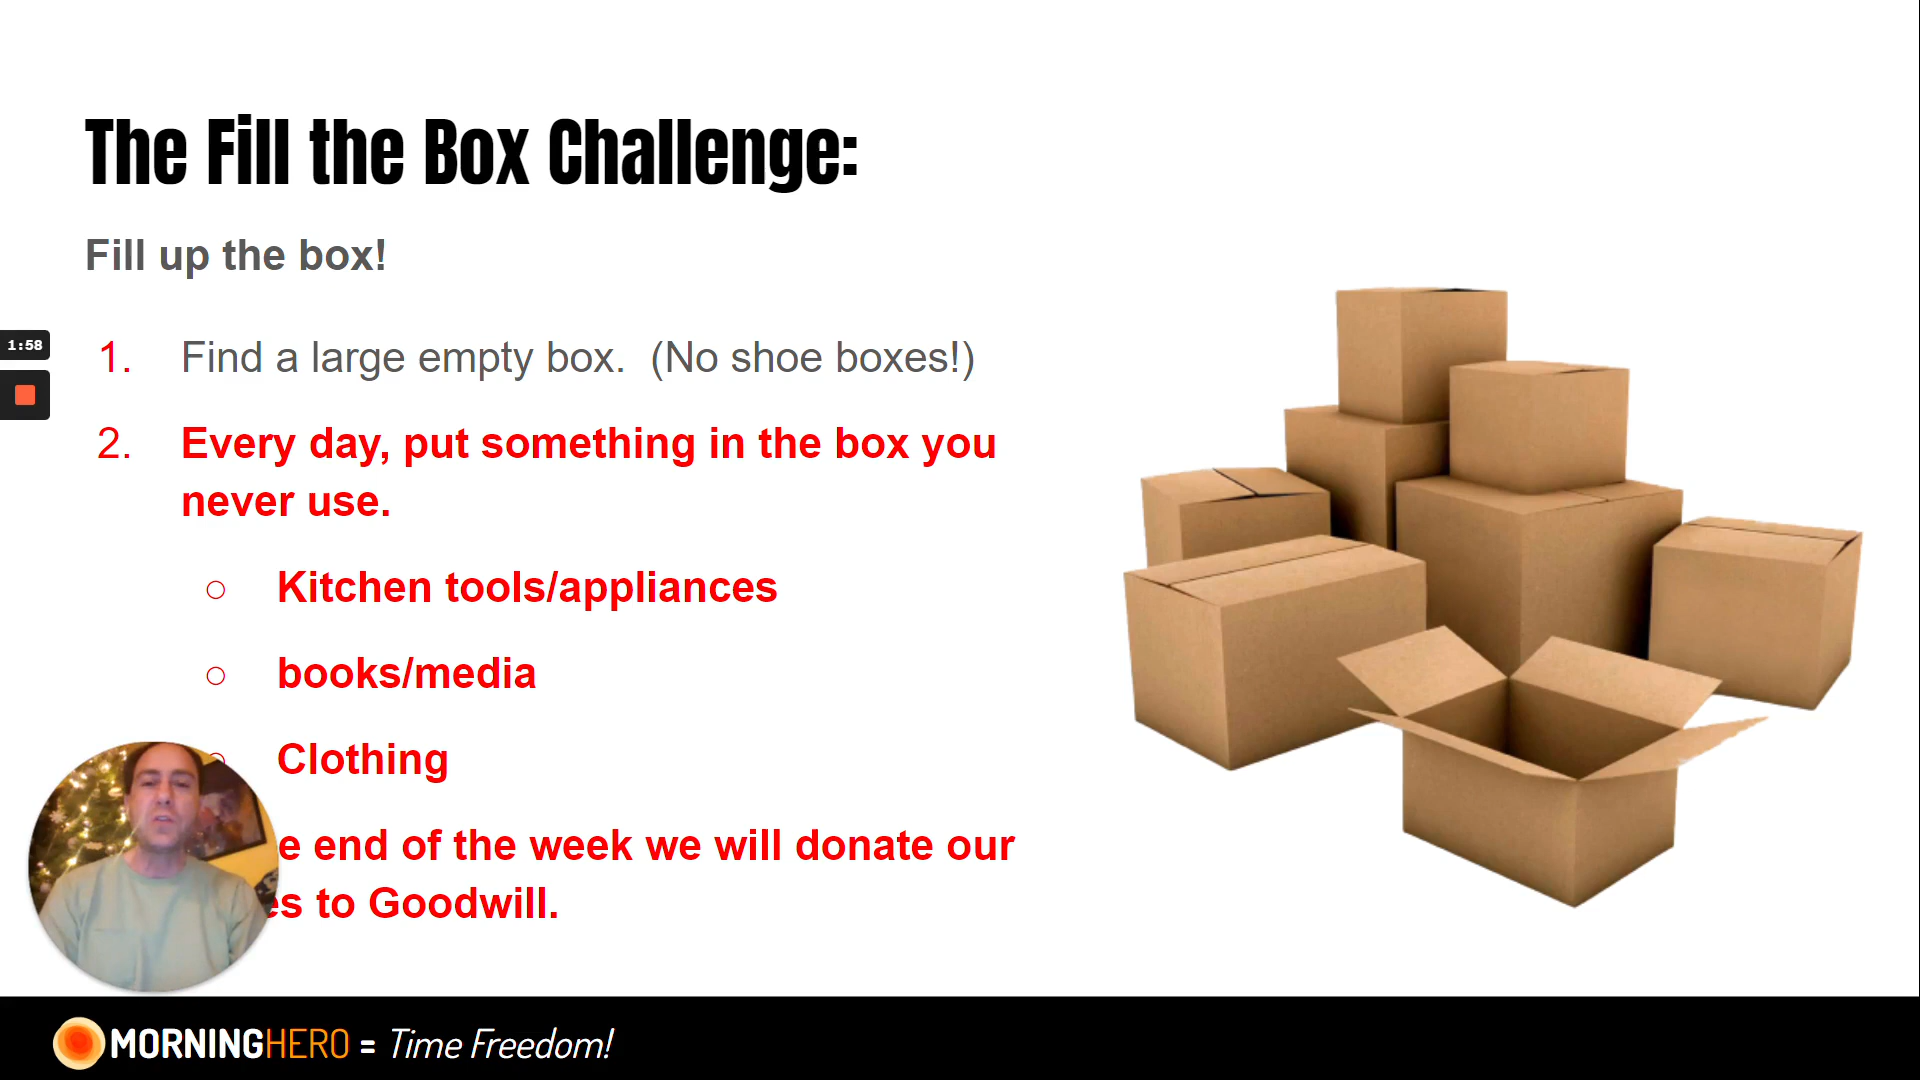 The Fill the Box Challenge:
Fill up the box!
1:58
1. Find a large empty box. (No shoe boxes!)
2. Every day, put something in the box you
never use.
○ Kitchen tools/appliances
○ books/media
○ Clothing
end of the week we will donate our
to Goodwill.
MORNINGHERO = Time Freedom!